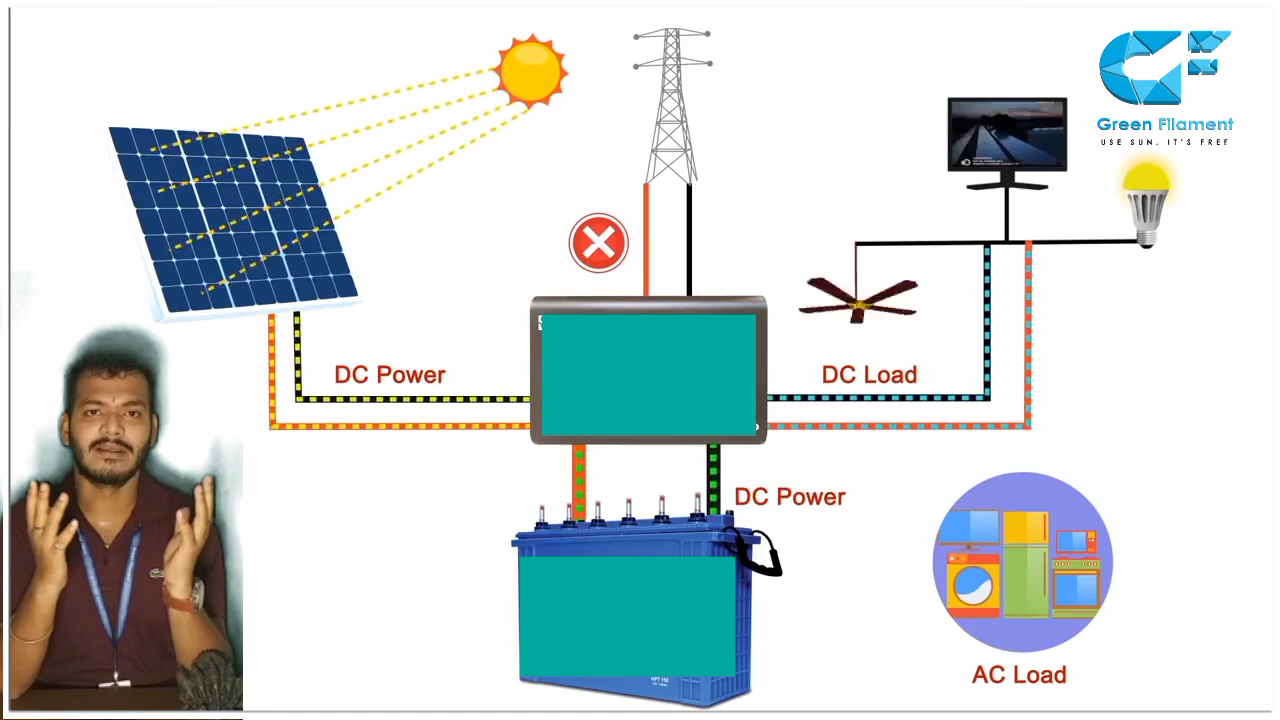 Green Filament
USE SUN, IT'S FREE
DC Power
DC Load
DC Power
AC Load